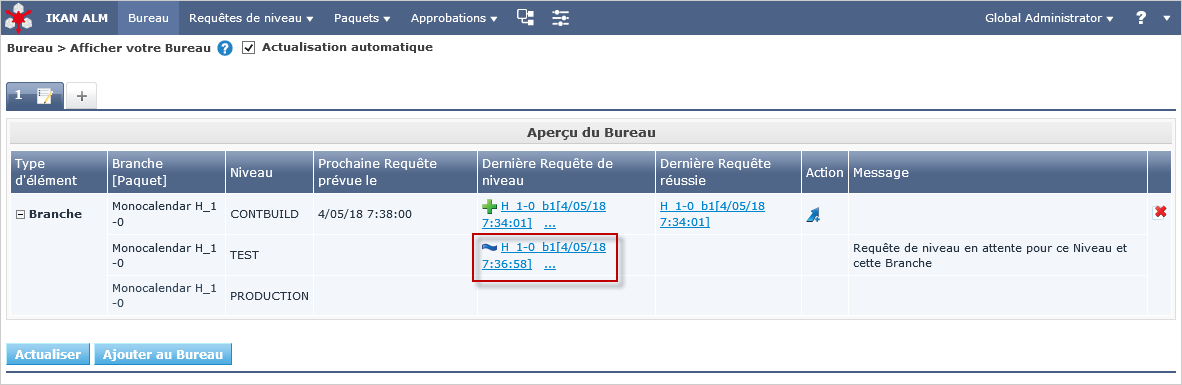 IKAN ALM Bureau Requêtes de niveau Paquets Approbations Global Administrator ?
Bureau > Afficher votre Bureau ? Actualisation automatique
1 +
Aperçu du Bureau
Type d'élément
Branche [Paquet]
Niveau
Prochaine Requête prévue le
Dernière Requête de niveau
Dernière Requête réussie
Action
Message
Branche
Monocalendar H_1
-0
CONTBUILD
4/05/18 7:38:00
H_1-0_b1[4/05/18
7:34:01] ...
H_1-0_b1[4/05/18
7:34:01]
Monocalendar H_1
-0
TEST
H_1-0_b1[4/05/18
7:36:58] ...
Requête de niveau en attente pour ce Niveau et
cette Branche
Monocalendar H_1
-0
PRODUCTION
Actualiser Ajouter au Bureau